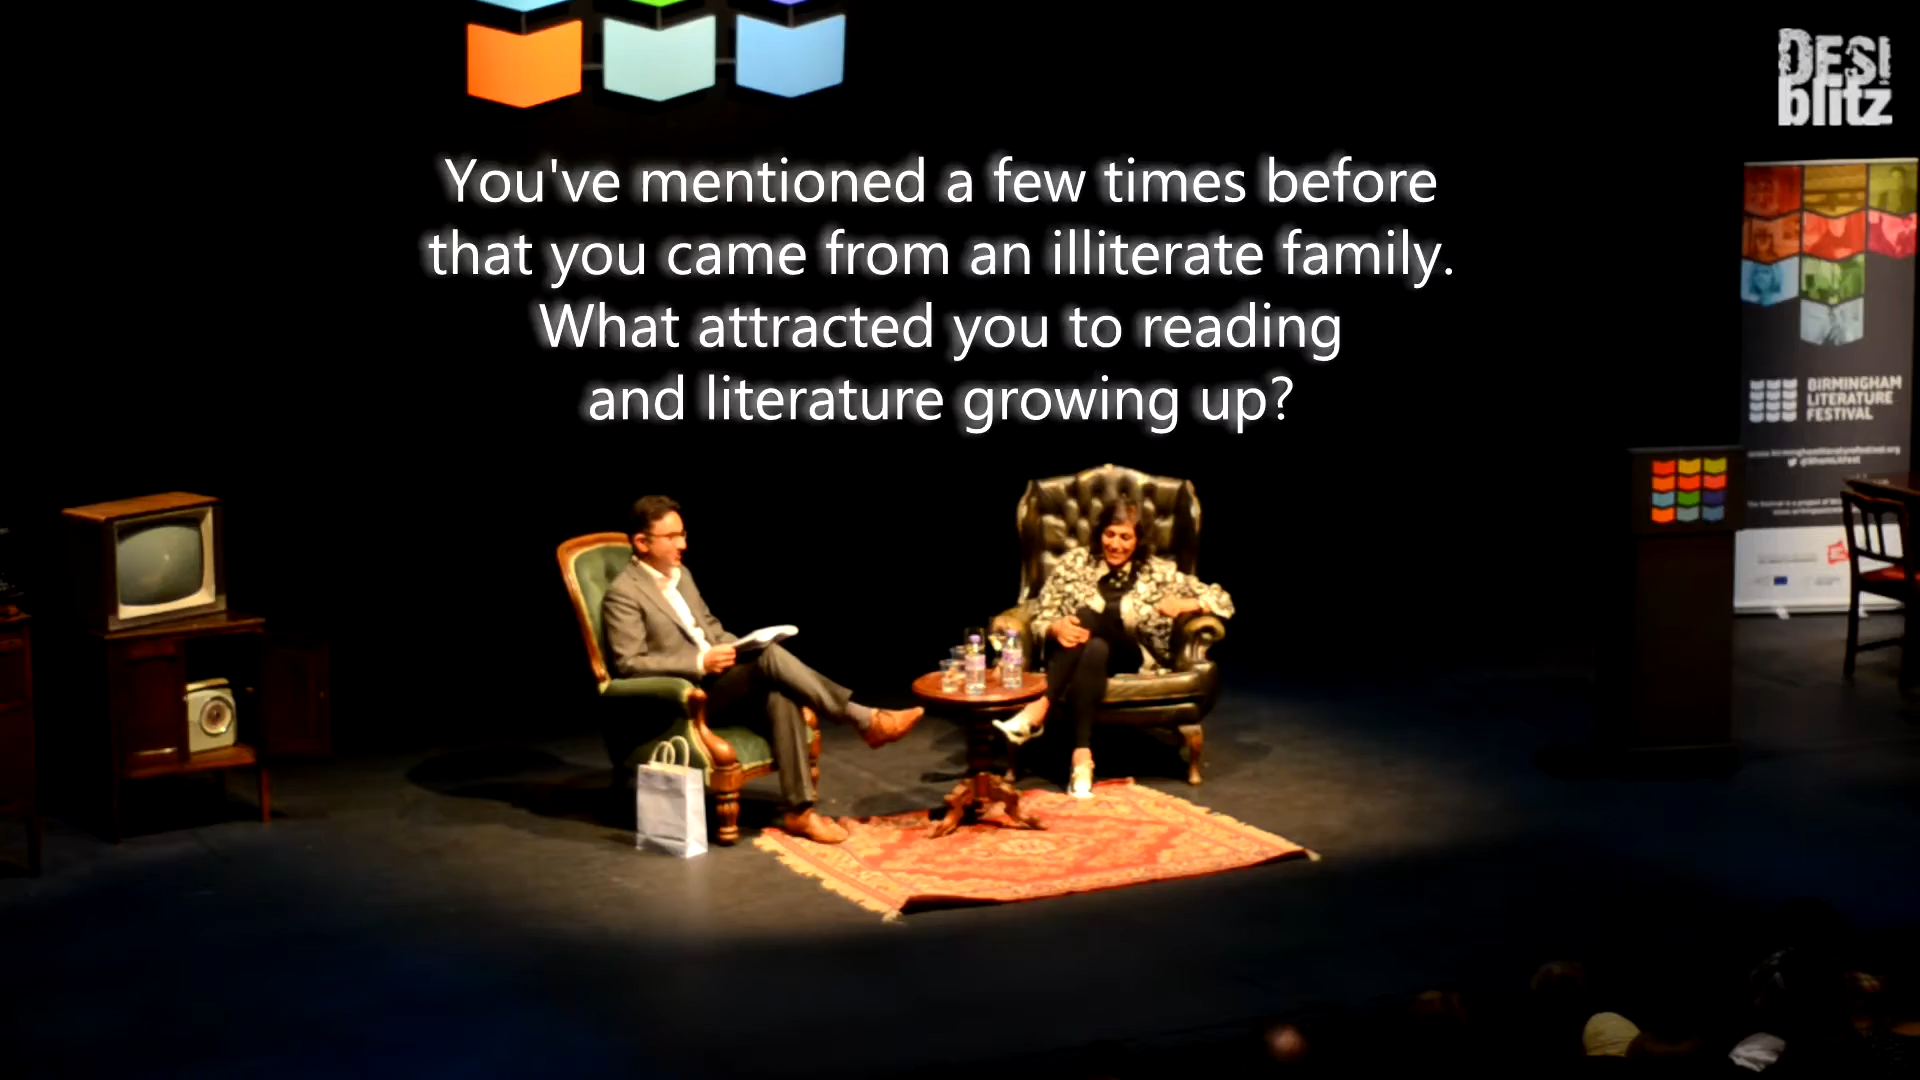 DESI
blitz
You've mentioned a few times before
that you came from an illiterate family.
What attracted you to reading
and literature growing up?
BIRMINGHAM
LITERATURE
FESTIVAL